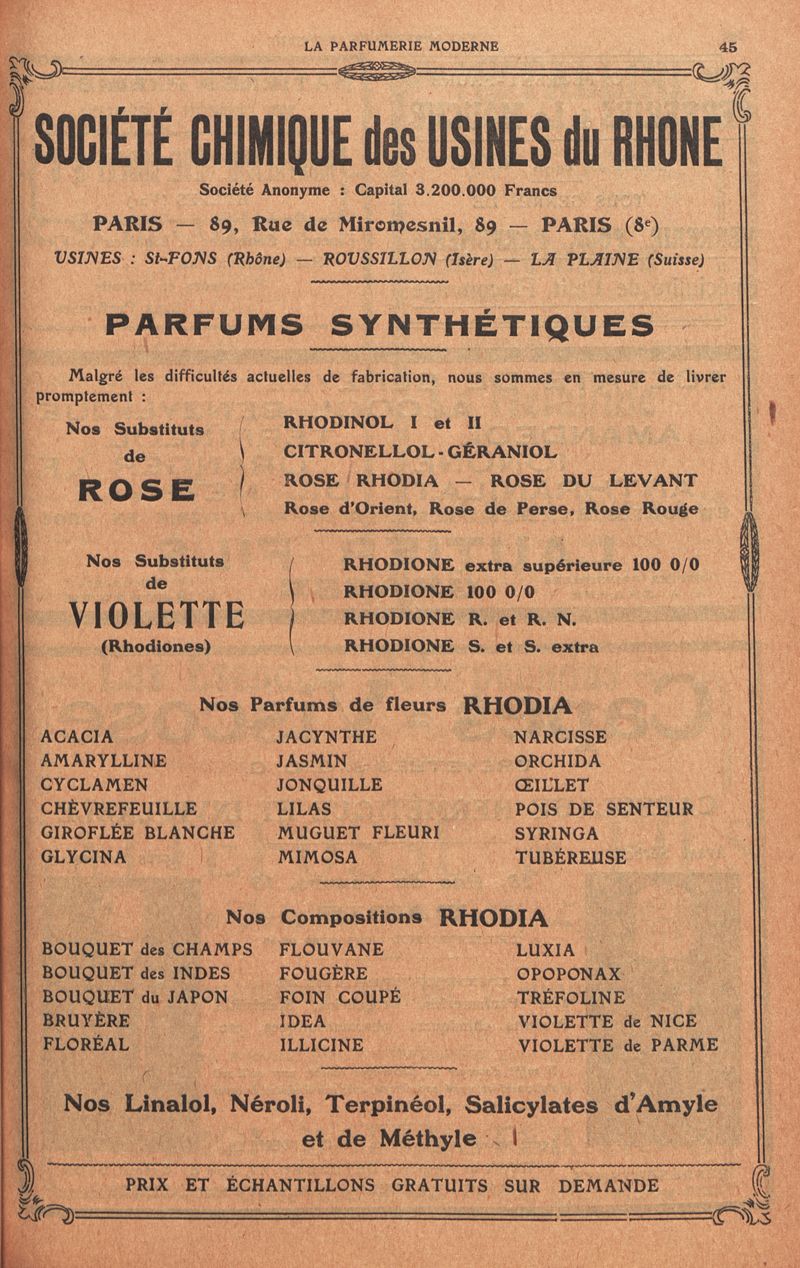 LA PARFUMERIE MODERNE 45
SOCIÉTÉ CHIMIQUE des USINES du RHONE
Société Anonyme : Capital 3.200.000 Francs
PARIS — 89, Rue de Miromesnil, 89 — PARIS (8e)
USINES : St-FONS (Rhône) — ROUSSILLON (Isère) — LA PLAINE (Suisse)
PARFUMS SYNTHÉTIQUES
Malgré les difficultés actuelles de fabrication, nous sommes en mesure de livrer
promptement :
Nos Substituts
de
ROSE
RHODINOL I et II
CITRONELLOL-GÉRANIOL
ROSE RHODIA — ROSE DU LEVANT
Rose d'Orient, Rose de Perse, Rose Rouge
Nos Substituts
de
VIOLETTE
(Rhodiones)
RHODIONE extra supérieure 100 0/0
RHODIONE 100 0/0
RHODIONE R. et R. N.
RHODIONE S. et S. extra
Nos Parfums de fleurs RHODIA
ACACIA
AMARYLLINE
CYCLAMEN
CHÈVREFEUILLE
GIROFLÉE BLANCHE
GLYCINA
JACYNTHE
JASMIN
JONQUILLE
LILAS
MUGUET FLEURI
MIMOSA
NARCISSE
ORCHIDA
ŒILLET
POIS DE SENTEUR
SYRINGA
TUBÉREUSE
Nos Compositions RHODIA
BOUQUET des CHAMPS
BOUQUET des INDES
BOUQUET du JAPON
BRUYÈRE
FLORÉAL
FLOUVANE
FOUGÈRE
FOIN COUPÉ
IDEA
ILLICINE
LUXIA
OPOPONAX
TRÉFOLINE
VIOLETTE de NICE
VIOLETTE de PARME
Nos Linalol, Néroli, Terpinéol, Salicylates d'Amyle
et de Méthyle
PRIX ET ÉCHANTILLONS GRATUITS SUR DEMANDE